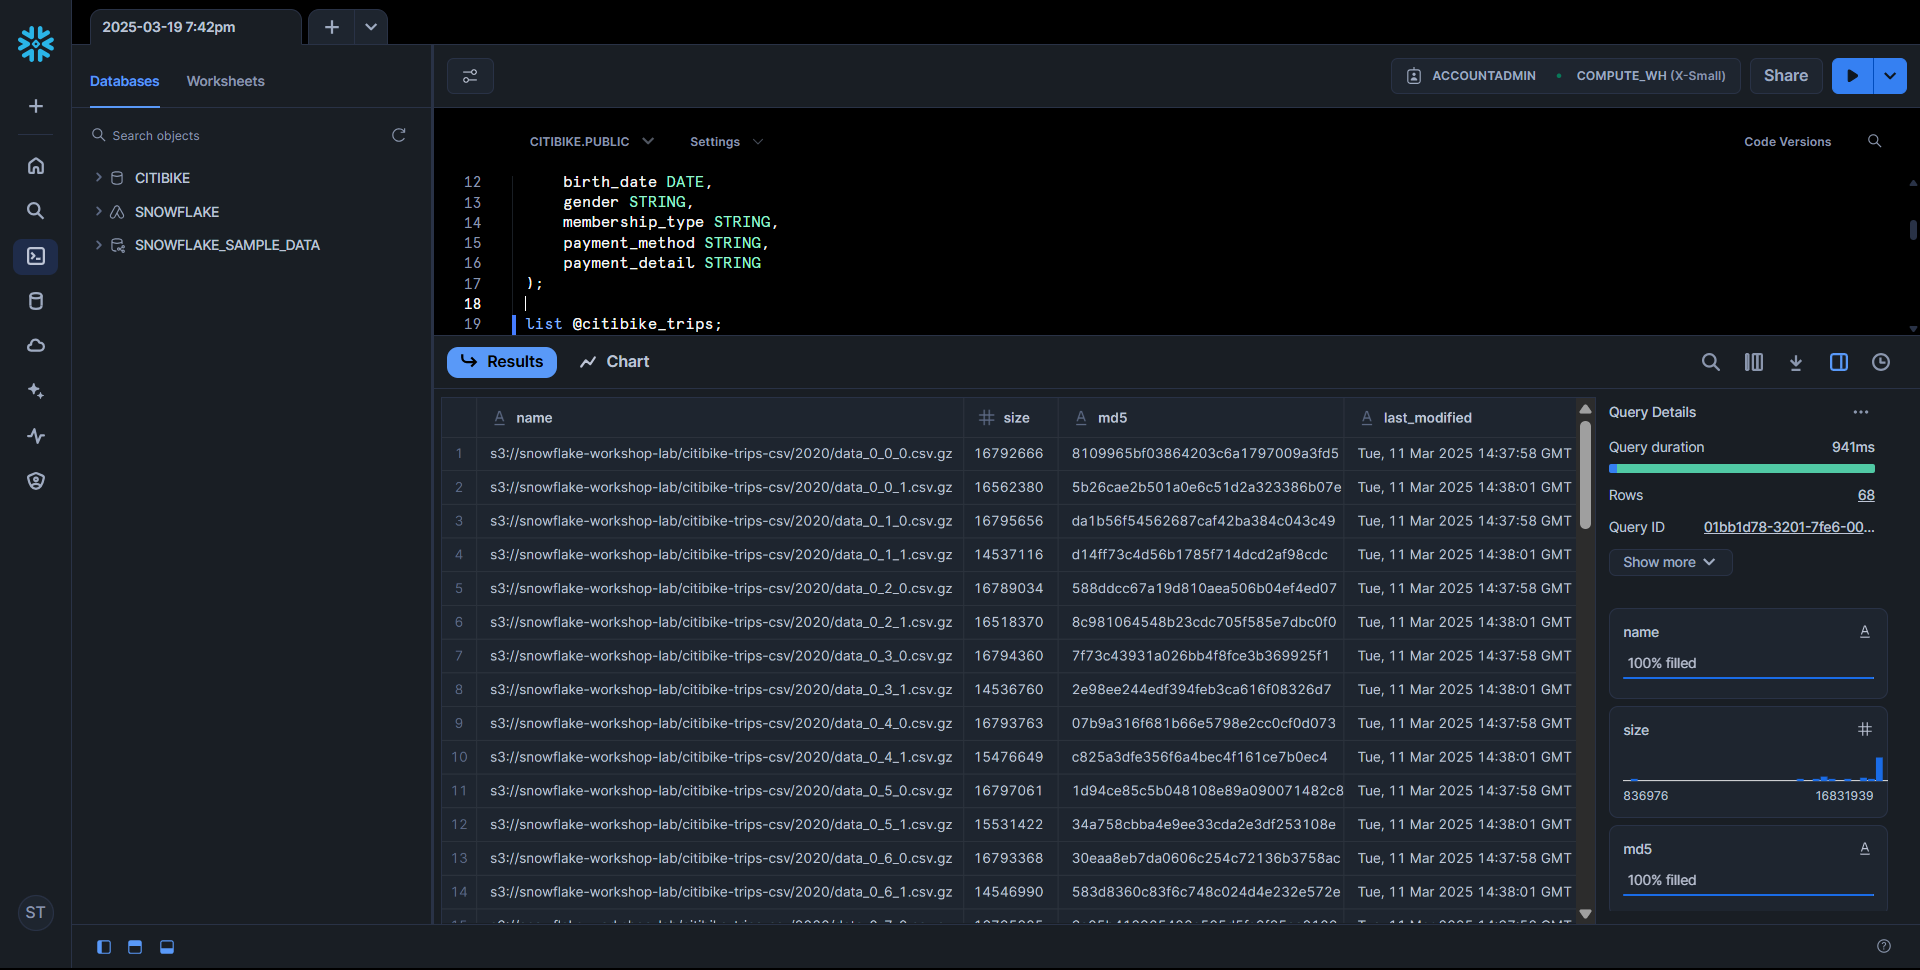 2025-03-19 7:42pm
Databases Worksheets
Search objects
CITIBIKE
SNOWFLAKE
SNOWFLAKE_SAMPLE_DATA
ST
ACCOUNTADMIN COMPUTE_WH (X-Small) Share
CITIBIKE.PUBLIC Settings Code Versions
12 birth_date DATE,
13 gender STRING,
14 membership_type STRING,
15 payment_method STRING,
16 payment_detail STRING
17 );
18
19 list @citibike_trips;
Results Chart
name size md5 last_modified
1 s3://snowflake-workshop-lab/citibike-trips-csv/2020/data_0_0_0.csv.gz 16792666 8109965bf03864203c6a1797009a3fd5 Tue, 11 Mar 2025 14:37:58 GMT
2 s3://snowflake-workshop-lab/citibike-trips-csv/2020/data_0_0_1.csv.gz 16562380 5b26cae2b501a0e6c51d2a323386b07e Tue, 11 Mar 2025 14:38:01 GMT
3 s3://snowflake-workshop-lab/citibike-trips-csv/2020/data_0_1_0.csv.gz 16795656 da1b56f54562687caf42ba384c043c49 Tue, 11 Mar 2025 14:37:58 GMT
4 s3://snowflake-workshop-lab/citibike-trips-csv/2020/data_0_1_1.csv.gz 14537116 d14ff73c4d56b1785f714dcd2af98cdc Tue, 11 Mar 2025 14:38:01 GMT
5 s3://snowflake-workshop-lab/citibike-trips-csv/2020/data_0_2_0.csv.gz 16789034 588ddcc67a19d810aea506b04ef4ed07 Tue, 11 Mar 2025 14:37:58 GMT
6 s3://snowflake-workshop-lab/citibike-trips-csv/2020/data_0_2_1.csv.gz 16518370 8c981064548b23cdc705f585e7dbc0f0 Tue, 11 Mar 2025 14:38:01 GMT
7 s3://snowflake-workshop-lab/citibike-trips-csv/2020/data_0_3_0.csv.gz 16794360 7f73c43931a026bb4f8fce3b369925f1 Tue, 11 Mar 2025 14:37:58 GMT
8 s3://snowflake-workshop-lab/citibike-trips-csv/2020/data_0_3_1.csv.gz 14536760 2e98ee244edf394feb3ca616f08326d7 Tue, 11 Mar 2025 14:38:01 GMT
9 s3://snowflake-workshop-lab/citibike-trips-csv/2020/data_0_4_0.csv.gz 16793763 07b9a316f681b66e5798e2cc0cf0d073 Tue, 11 Mar 2025 14:37:58 GMT
10 s3://snowflake-workshop-lab/citibike-trips-csv/2020/data_0_4_1.csv.gz 15476649 c825a3dfe356f6a4bec4f161ce7b0ec4 Tue, 11 Mar 2025 14:38:01 GMT
11 s3://snowflake-workshop-lab/citibike-trips-csv/2020/data_0_5_0.csv.gz 16797061 1d94ce85c5b048108e89a090071482c8 Tue, 11 Mar 2025 14:37:58 GMT
12 s3://snowflake-workshop-lab/citibike-trips-csv/2020/data_0_5_1.csv.gz 15531422 34a758cbba4e9ee33cda2e3df253108e Tue, 11 Mar 2025 14:38:01 GMT
13 s3://snowflake-workshop-lab/citibike-trips-csv/2020/data_0_6_0.csv.gz 16793368 30eaa8eb7da0606c254c72136b3758ac Tue, 11 Mar 2025 14:37:58 GMT
14 s3://snowflake-workshop-lab/citibike-trips-csv/2020/data_0_6_1.csv.gz 14546990 583d8360c83f6c748c024d4e232e572e Tue, 11 Mar 2025 14:38:01 GMT
Query Details
Query duration 941ms
Rows 68
Query ID 01bb1d78-3201-7fe6-00...
Show more
name
100% filled
size
836976 16831939
md5
100% filled